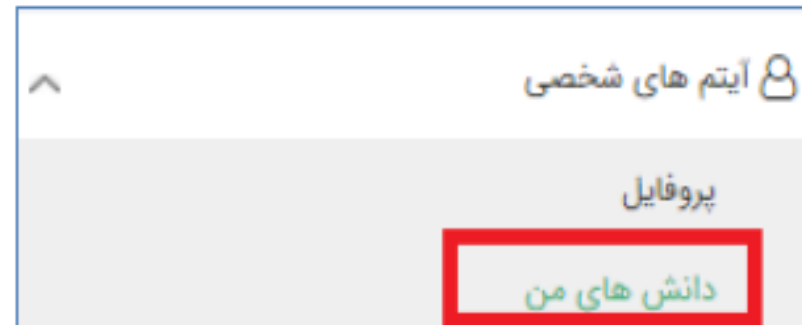 آیتم های شخصی
پروفایل
دانش های من